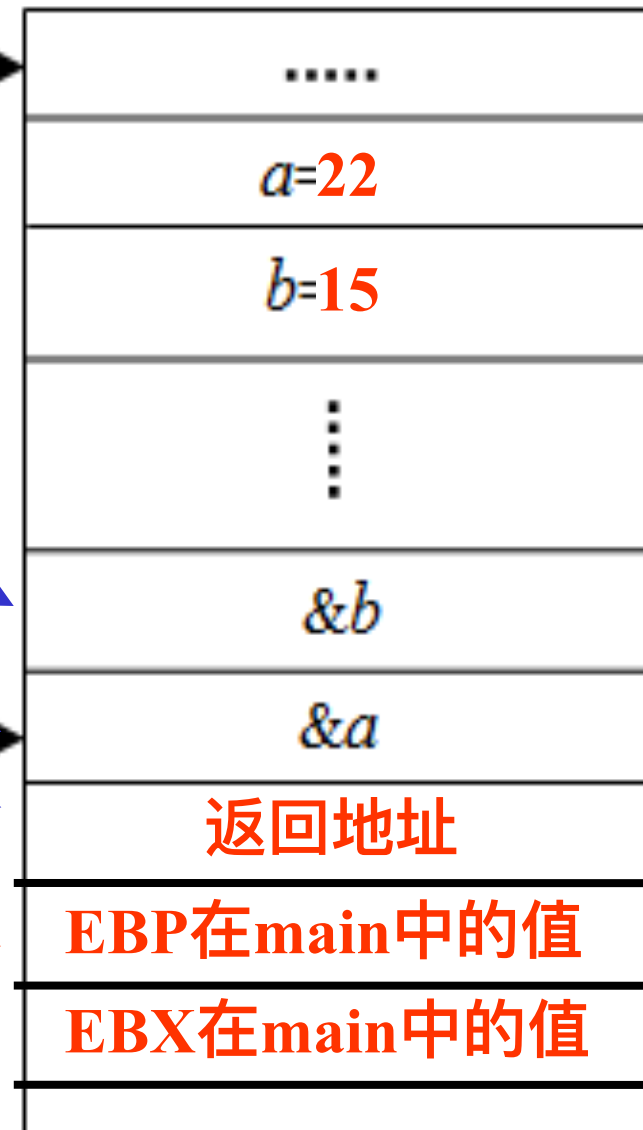 .....
a=22
b=15
&b
&a
返回地址
EBP在main中的值
EBX在main中的值